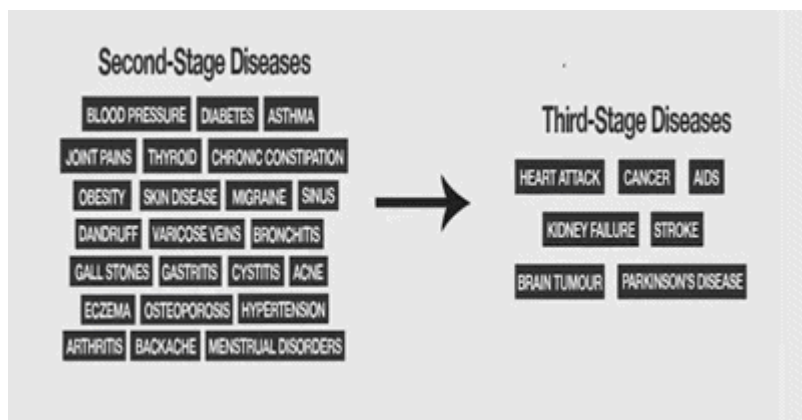 Second-Stage Diseases
BLOOD PRESSURE DIABETES ASTHMA
JOINT PAINS THYROID CHRONIC CONSTIPATION
OBESITY SKIN DISEASE MIGRAINE SINUS
DANDRUFF VARICOSE VEINS BRONCHITIS
GALL STONES GASTRITIS CYSTITIS ACNE
ECZEMA OSTEOPOROSIS HYPERTENSION
ARTHRITIS BACKACHE MENSTRUAL DISORDERS
Third-Stage Diseases
HEART ATTACK CANCER AIDS
KIDNEY FAILURE STROKE
BRAIN TUMOUR PARKINSON'S DISEASE